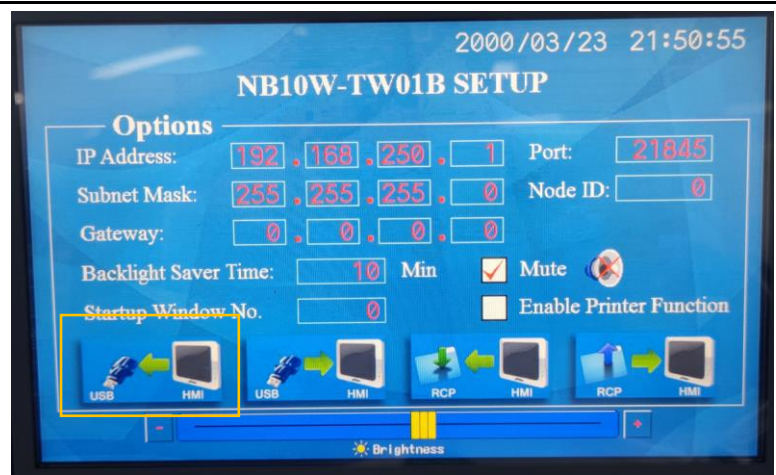 2000/03/23 21:50:55
NB10W-TW01B SETUP
Options
IP Address: 192 . 168 . 250 . 1 Port: 21845
Subnet Mask: 255 . 255 . 255 . 0 Node ID: 0
Gateway: 0 . 0 . 0 . 0
Backlight Saver Time: 10 Min Mute
Startup Window No. 0 Enable Printer Function
USB HMI USB HMI RCP HMI RCP HMI
- +
Brightness